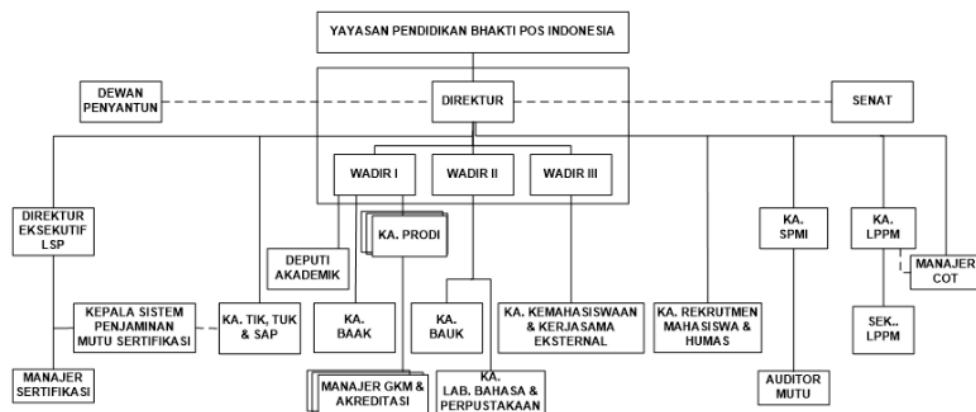 YAYASAN PENDIDIKAN BHAKTI POS INDONESIA
DEWAN
PENYANTUN
DIREKTUR
SENAT
WADIR I
WADIR II
WADIR III
DIREKTUR
EKSEKUTIF
LSP
KA. PRODI
KA.
SPMI
KA.
LPPM
DEPUTI
AKADEMIK
MANAJER
COT
KEPALA SISTEM
PENJAMINAN
MUTU SERTIFIKASI
KA. TIK, TUK
& SAP
KA.
BAAK
KA.
BAUK
KA. KEMAHASISWAAN
& KERJASAMA
EKSTERNAL
KA. REKRUTMEN
MAHASISWA &
HUMAS
SEK..
LPPM
MANAJER
SERTIFIKASI
MANAJER GKM &
AKREDITASI
KA.
LAB. BAHASA &
PERPUSTAKAAN
AUDITOR
MUTU